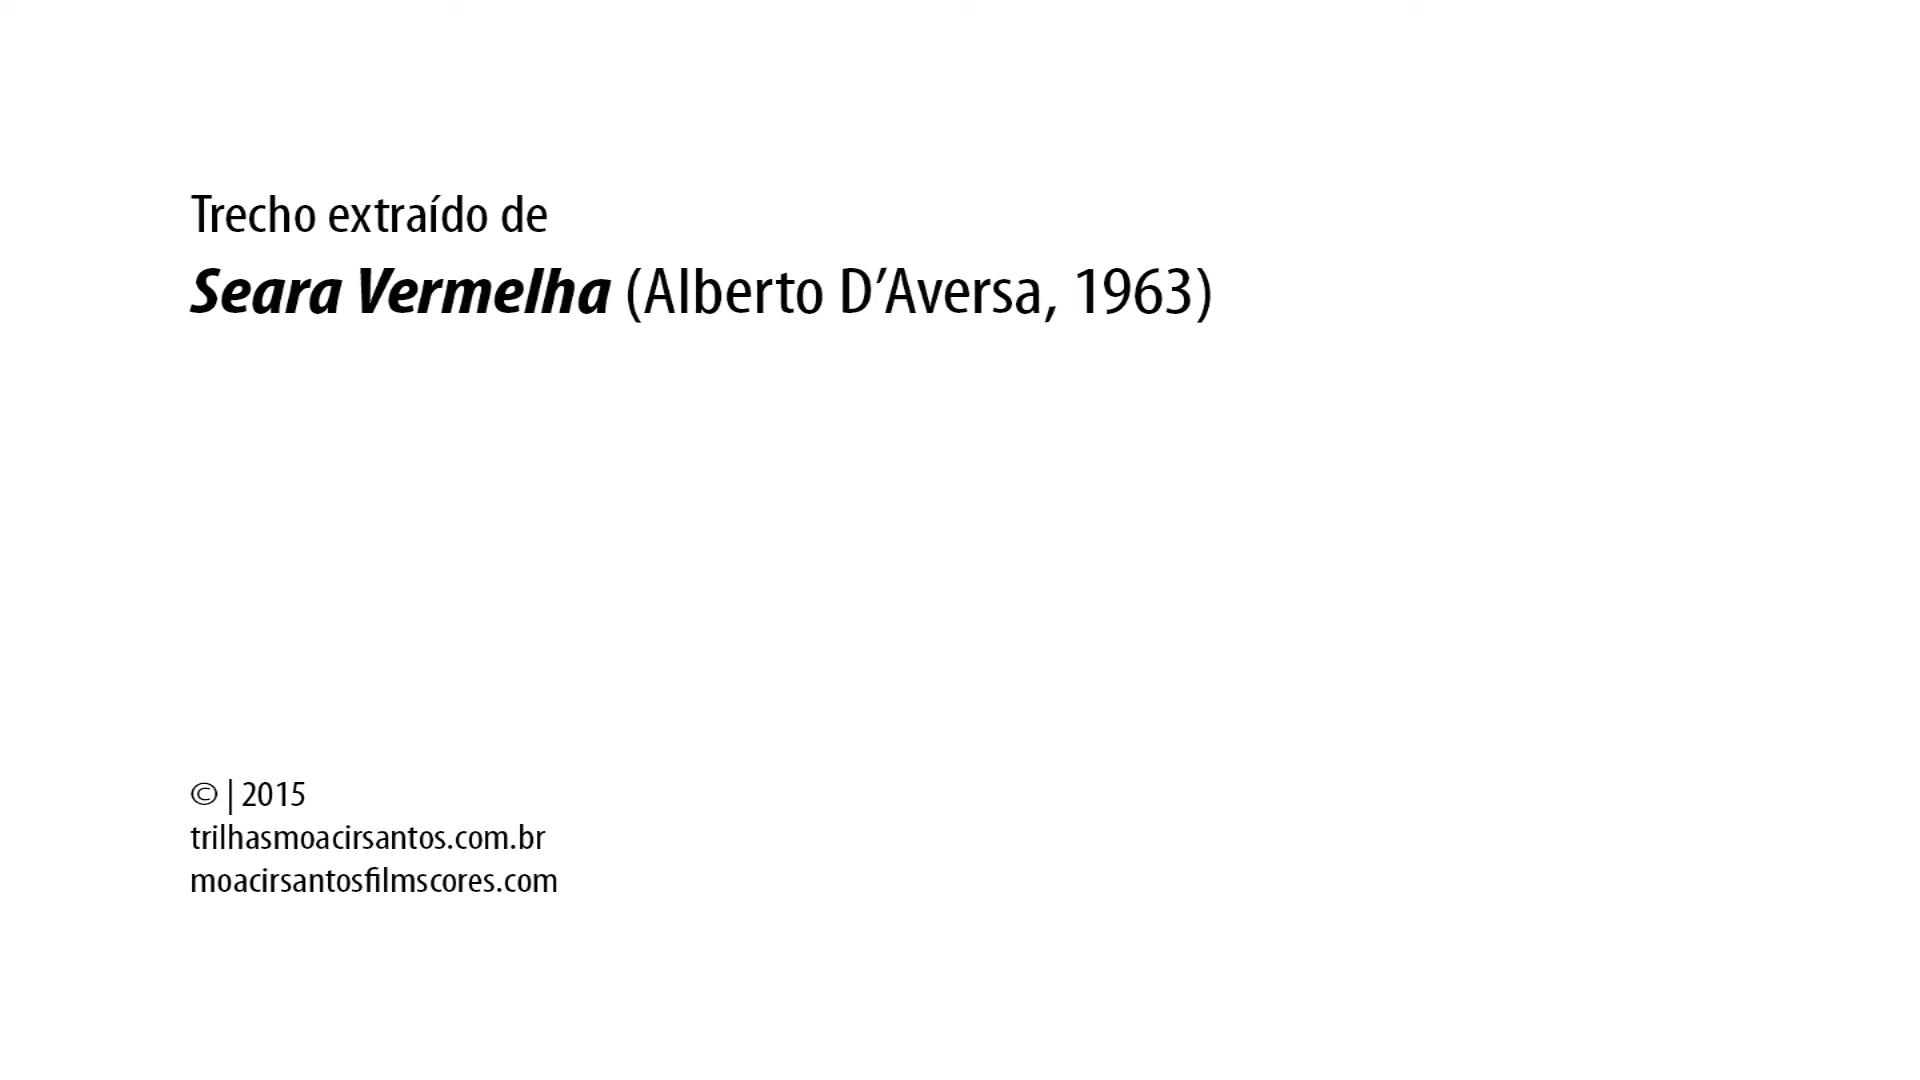 Trecho extraído de
Seara Vermelha (Alberto D’Aversa, 1963)
© | 2015
trilhasmoacirsantos.com.br
moacirsantosfilmscores.com